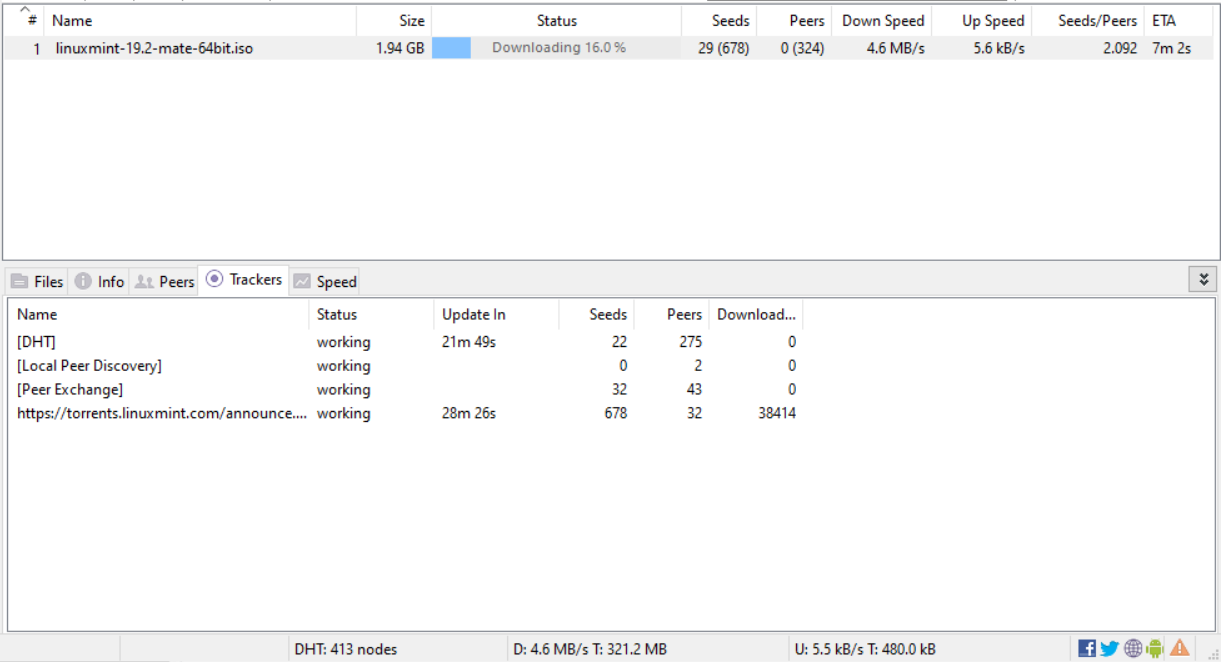 # Name Size Status Seeds Peers Down Speed Up Speed Seeds/Peers ETA
1 linuxmint-19.2-mate-64bit.iso 1.94 GB Downloading 16.0 % 29 (678) 0 (324) 4.6 MB/s 5.6 kB/s 2.092 7m 2s
Files Info Peers Trackers Speed
Name Status Update In Seeds Peers Download...
[DHT] working 21m 49s 22 275 0
[Local Peer Discovery] working 0 2 0
[Peer Exchange] working 32 43 0
https://torrents.linuxmint.com/announce.... working 28m 26s 678 32 38414
DHT: 413 nodes D: 4.6 MB/s T: 321.2 MB U: 5.5 kB/s T: 480.0 kB